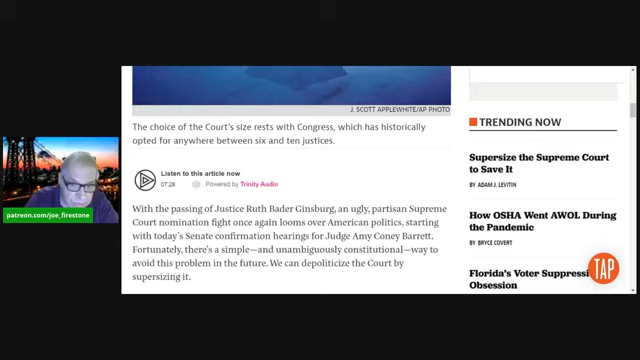 J. SCOTT APPLEWHITE/AP PHOTO
The choice of the Court's size rests with Congress, which has historically
opted for anywhere between six and ten justices.
Listen to this article now
07:28 Powered by Trinity Audio
With the passing of Justice Ruth Bader Ginsburg, an ugly, partisan Supreme
Court nomination fight once again looms over American politics, starting
with today's Senate confirmation hearings for Judge Amy Coney Barrett.
Fortunately, there's a simple—and unambiguously constitutional—way to
avoid this problem in the future. We can depoliticize the Court by
supersizing it.
TRENDING NOW
Supersize the Supreme Court
to Save It
BY ADAM J. LEVITIN
How OSHA Went AWOL During
the Pandemic
BY BRYCE COVERT
Florida's Voter Suppressi
Obsession
TAP
patreon.com/joe_firestone